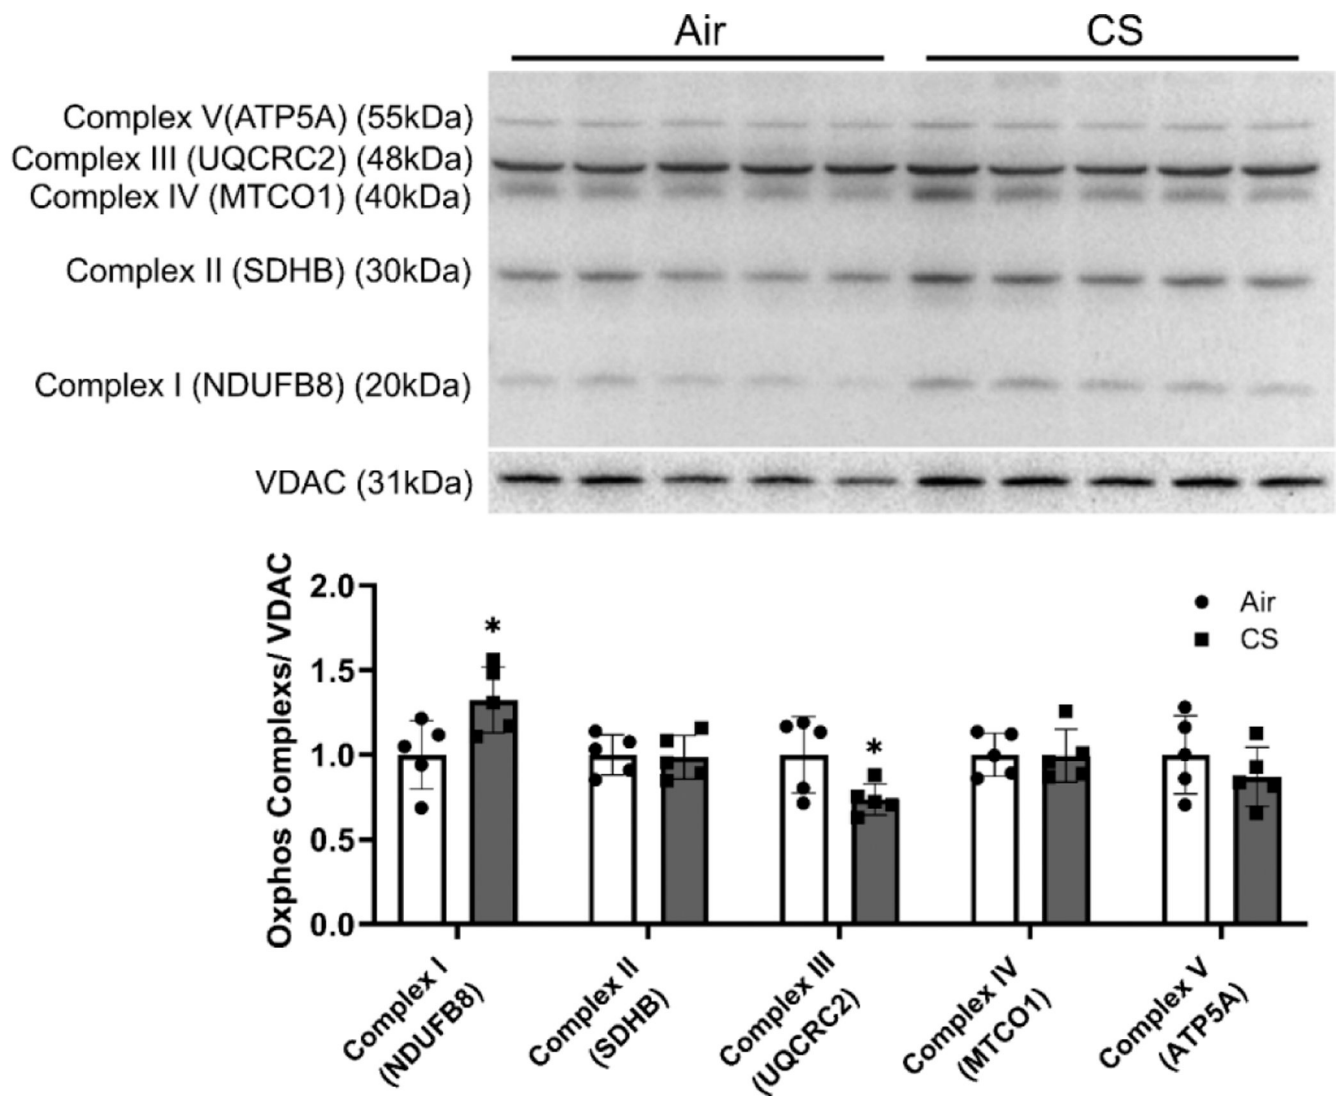 Air CS
Complex V(ATP5A) (55kDa)
Complex III (UQCRC2) (48kDa)
Complex IV (MTCO1) (40kDa)
Complex II (SDHB) (30kDa)
Complex I (NDUFB8) (20kDa)
VDAC (31kDa)
Oxphos Complexs/ VDAC
2.0
1.5
1.0
0.5
0.0
*
*
Air
CS
Complex I
(NDUFB8)
Complex II
(SDHB)
Complex III
(UQCRC2)
Complex IV
(MTCO1)
Complex V
(ATP5A)